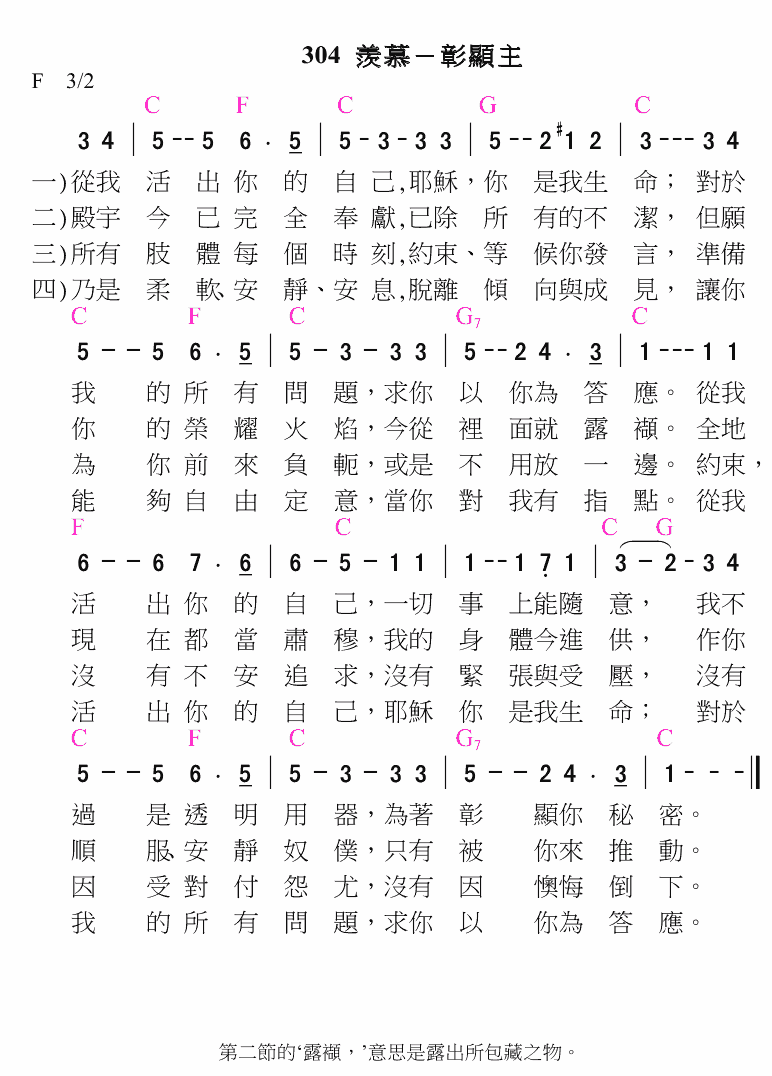 304 羨慕－彰顯主
F 3/2
C F C G C
3 4 | 5 - - 5 6 . 5 | 5 - 3 - 3 3 | 5 - - 2 #1 2 | 3 - - - 3 4
一)從我 活 出 你 的 自 己,耶穌，你 是我生 命； 對於
二)殿宇 今 已 完 全 奉 獻,已除 所 有的不 潔， 但願
三)所有 肢 體 每 個 時 刻,約束、等 候你發 言， 準備
四)乃是 柔 軟、安 靜、安 息,脫離 傾 向與成 見， 讓你
C F C G7 C
5 - - 5 6 . 5 | 5 - 3 - 3 3 | 5 - - 2 4 . 3 | 1 - - - 1 1
我 的 所 有 問 題，求你 以 你為 答 應。從我
你 的 榮 耀 火 焰，今從 裡 面就 露 襭。全地
為 你 前 來 負 軛，或是 不 用放 一 邊。約束，
能 夠 自 由 定 意，當你 對 我有 指 點。從我
F C C G
6 - - 6 7 . 6 | 6 - 5 - 1 1 | 1 - - 1 7 1 | 3 - 2 - 3 4
活 出 你 的 自 己，一切 事 上能隨 意， 我不
現 在 都 當 肅 穆，我的 身 體今進 供， 作你
沒 有 不 安 追 求，沒有 緊 張與受 壓， 沒有
活 出 你 的 自 己，耶穌 你 是我生 命； 對於
C F C G7 C
5 - - 5 6 . 5 | 5 - 3 - 3 3 | 5 - - 2 4 . 3 | 1 - - - ||
過 是 透 明 用 器，為著 彰 顯你 秘 密。
順 服、安 靜 奴 僕，只有 被 你來 推 動。
因 受 對 付 怨 尤，沒有 因 懊悔 倒 下。
我 的 所 有 問 題，求你 以 你為 答 應。
第二節的‘露襭，’意思是露出所包藏之物。